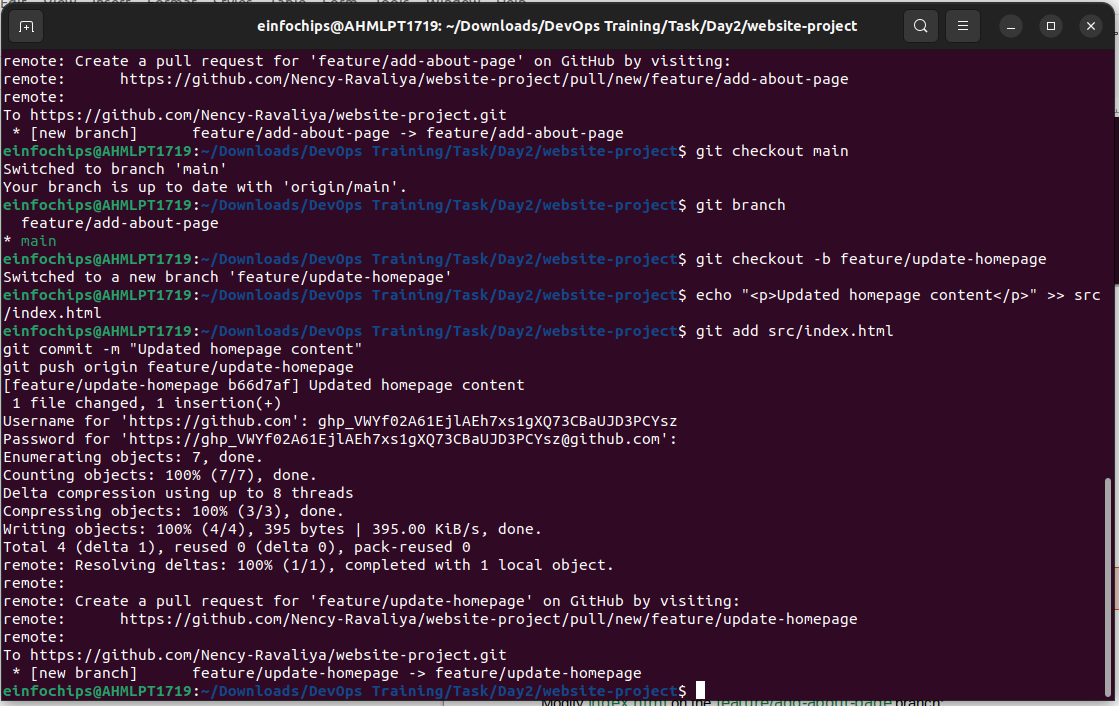 einfochips@AHMLPT1719: ~/Downloads/DevOps Training/Task/Day2/website-project
remote: Create a pull request for 'feature/add-about-page' on GitHub by visiting:
remote:      https://github.com/Nency-Ravaliya/website-project/pull/new/feature/add-about-page
remote:
To https://github.com/Nency-Ravaliya/website-project.git
 * [new branch]      feature/add-about-page -> feature/add-about-page
einfochips@AHMLPT1719:~/Downloads/DevOps Training/Task/Day2/website-project$ git checkout main
Switched to branch 'main'
Your branch is up to date with 'origin/main'.
einfochips@AHMLPT1719:~/Downloads/DevOps Training/Task/Day2/website-project$ git branch
  feature/add-about-page
* main
einfochips@AHMLPT1719:~/Downloads/DevOps Training/Task/Day2/website-project$ git checkout -b feature/update-homepage
Switched to a new branch 'feature/update-homepage'
einfochips@AHMLPT1719:~/Downloads/DevOps Training/Task/Day2/website-project$ echo "<p>Updated homepage content</p>" >> src
/index.html
einfochips@AHMLPT1719:~/Downloads/DevOps Training/Task/Day2/website-project$ git add src/index.html
git commit -m "Updated homepage content"
git push origin feature/update-homepage
[feature/update-homepage b66d7af] Updated homepage content
 1 file changed, 1 insertion(+)
Username for 'https://github.com': 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
Password for 'https://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@github.com':
Enumerating objects: 7, done.
Counting objects: 100% (7/7), done.
Delta compression using up to 8 threads
Compressing objects: 100% (3/3), done.
Writing objects: 100% (4/4), 395 bytes | 395.00 KiB/s, done.
Total 4 (delta 1), reused 0 (delta 0), pack-reused 0
remote: Resolving deltas: 100% (1/1), completed with 1 local object.
remote:
remote: Create a pull request for 'feature/update-homepage' on GitHub by visiting:
remote:      https://github.com/Nency-Ravaliya/website-project/pull/new/feature/update-homepage
remote:
To https://github.com/Nency-Ravaliya/website-project.git
 * [new branch]      feature/update-homepage -> feature/update-homepage
einfochips@AHMLPT1719:~/Downloads/DevOps Training/Task/Day2/website-project$